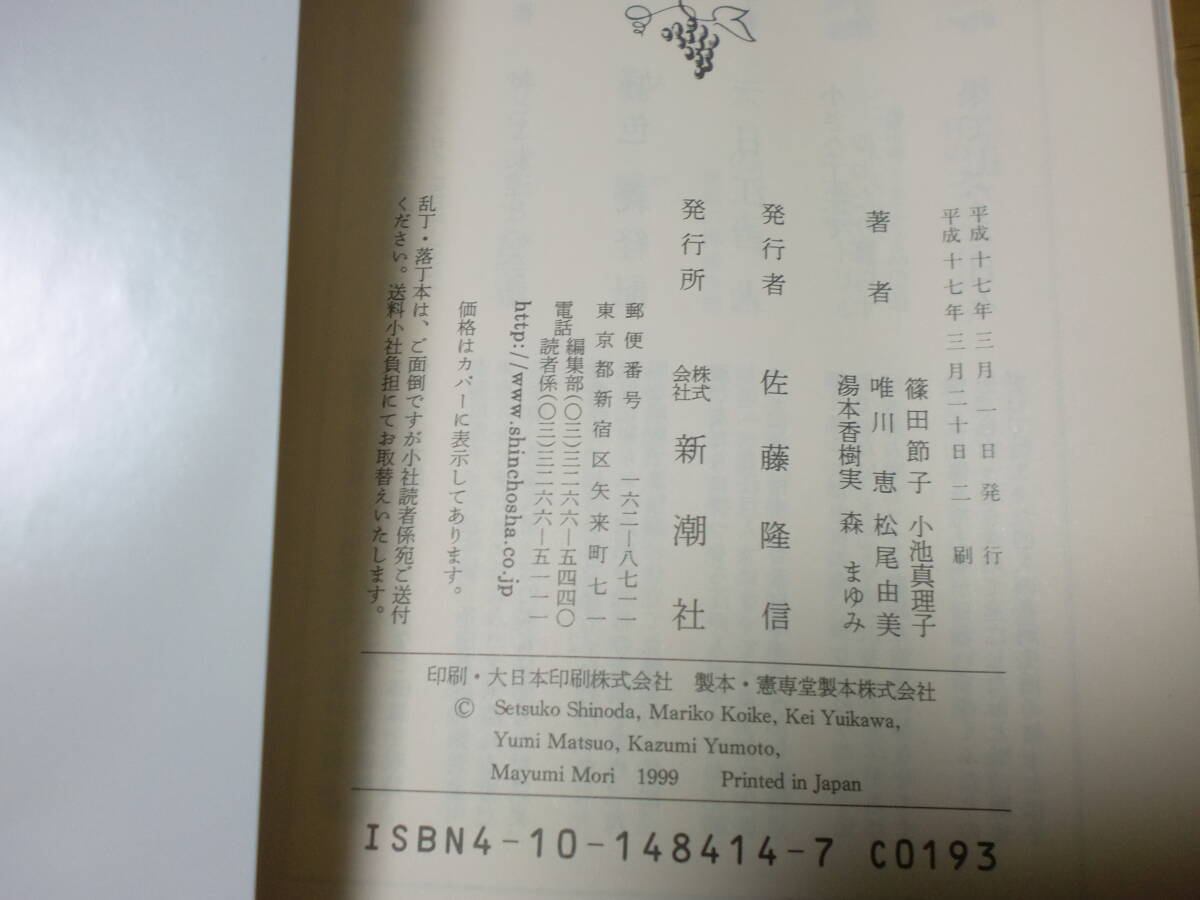 平成十七年三月一日発行
平成十七年三月二十日二刷
著者
篠田節子 小池真理子
唯川恵 松尾由美
湯本香樹実 森まゆみ
発行者 佐藤隆信
発行所 株式会社 新潮社
郵便番号 一六二―八七一一
東京都新宿区矢来町七一
電話 編集部(〇三)三二六六―五四四〇
読者係(〇三)三二六六―五一一一
http://www.shinchosha.co.jp
価格はカバーに表示してあります。
乱丁・落丁本は、ご面倒ですが小社読者係宛ご送付
ください。送料小社負担にてお取替えいたします。
印刷・大日本印刷株式会社 製本・憲専堂製本株式会社
© Setsuko Shinoda, Mariko Koike, Kei Yuikawa,
Yumi Matsuo, Kazumi Yumoto,
Mayumi Mori 1999 Printed in Japan
ISBN4-10-148414-7 C0193